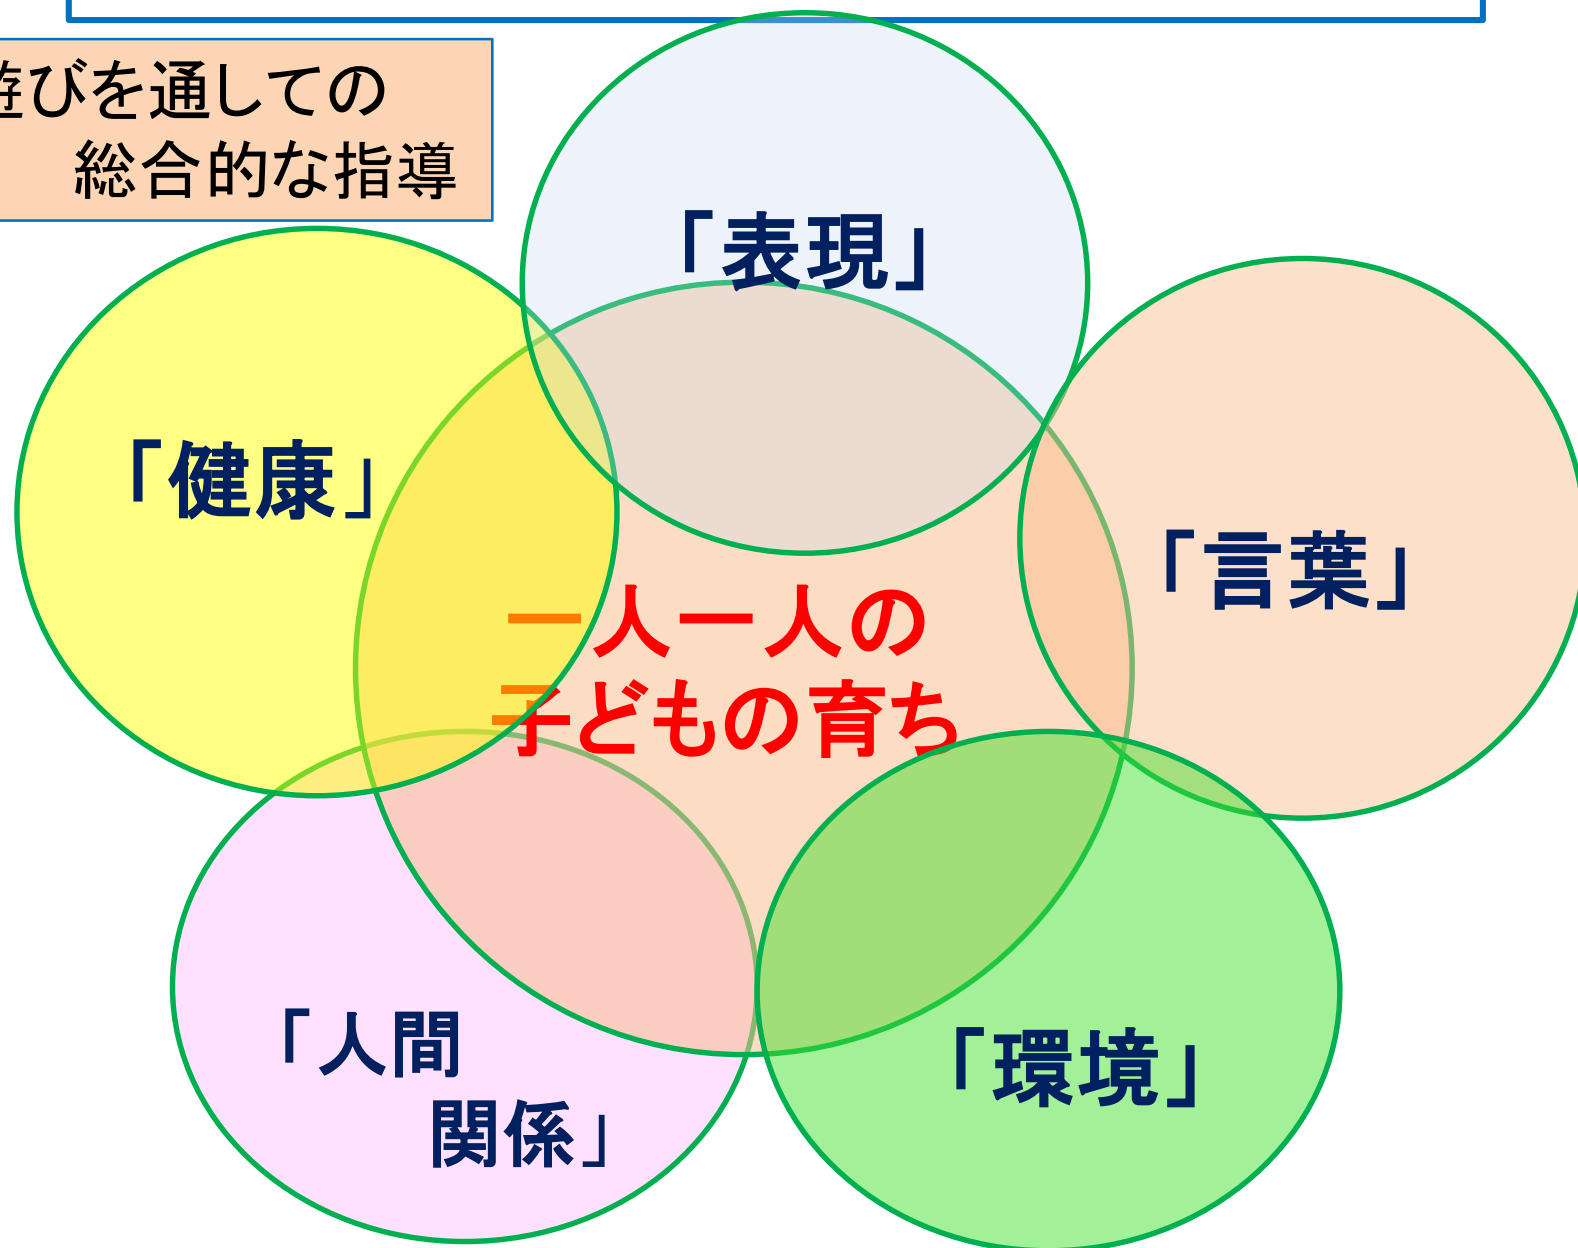 遊びを通しての
総合的な指導
「表現」
「健康」
「言葉」
一人一人の
子どもの育ち
「人間
関係」
「環境」